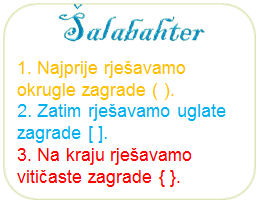 Šalabahter
1. Najprije rješavamo
okrugle zagrade ( ).
2. Zatim rješavamo uglate
zagrade [ ].
3. Na kraju rješavamo
vitičaste zagrade { }.